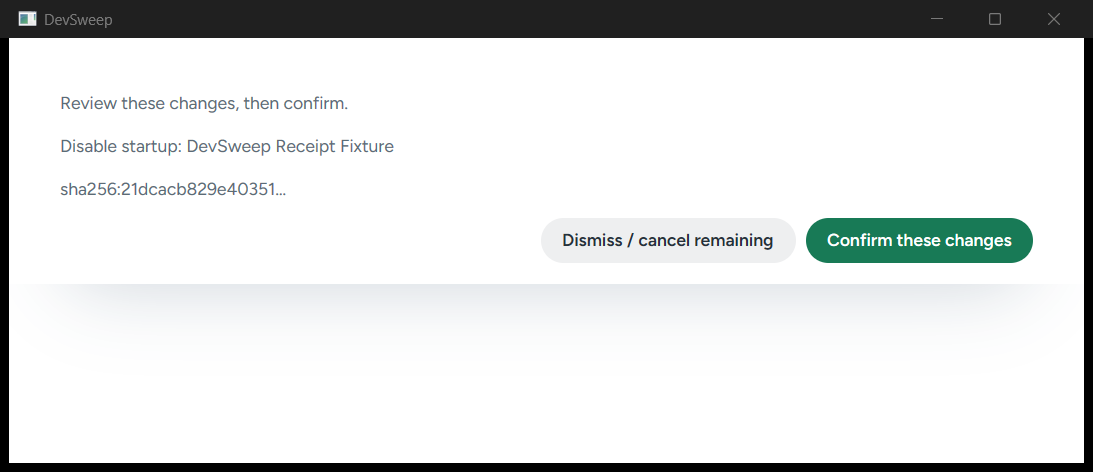 DevSweep
Review these changes, then confirm.
Disable startup: DevSweep Receipt Fixture
sha256:21dcacb829e40351...
Dismiss / cancel remaining
Confirm these changes